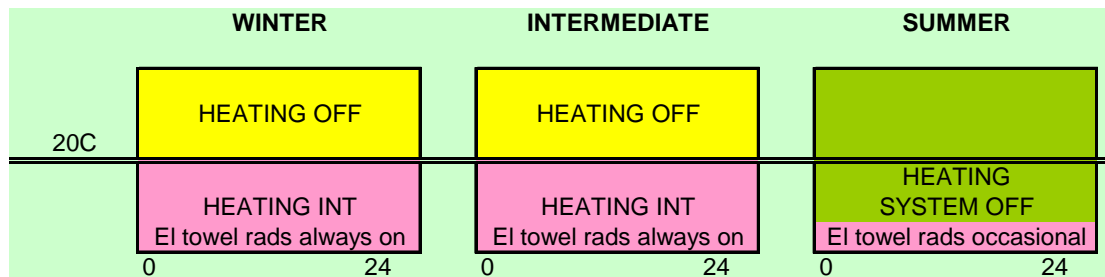 WINTER INTERMEDIATE SUMMER
HEATING OFF HEATING OFF
20C
HEATING INT HEATING INT HEATING
SYSTEM OFF
El towel rads always on El towel rads always on El towel rads occasional
0 24 0 24 0 24